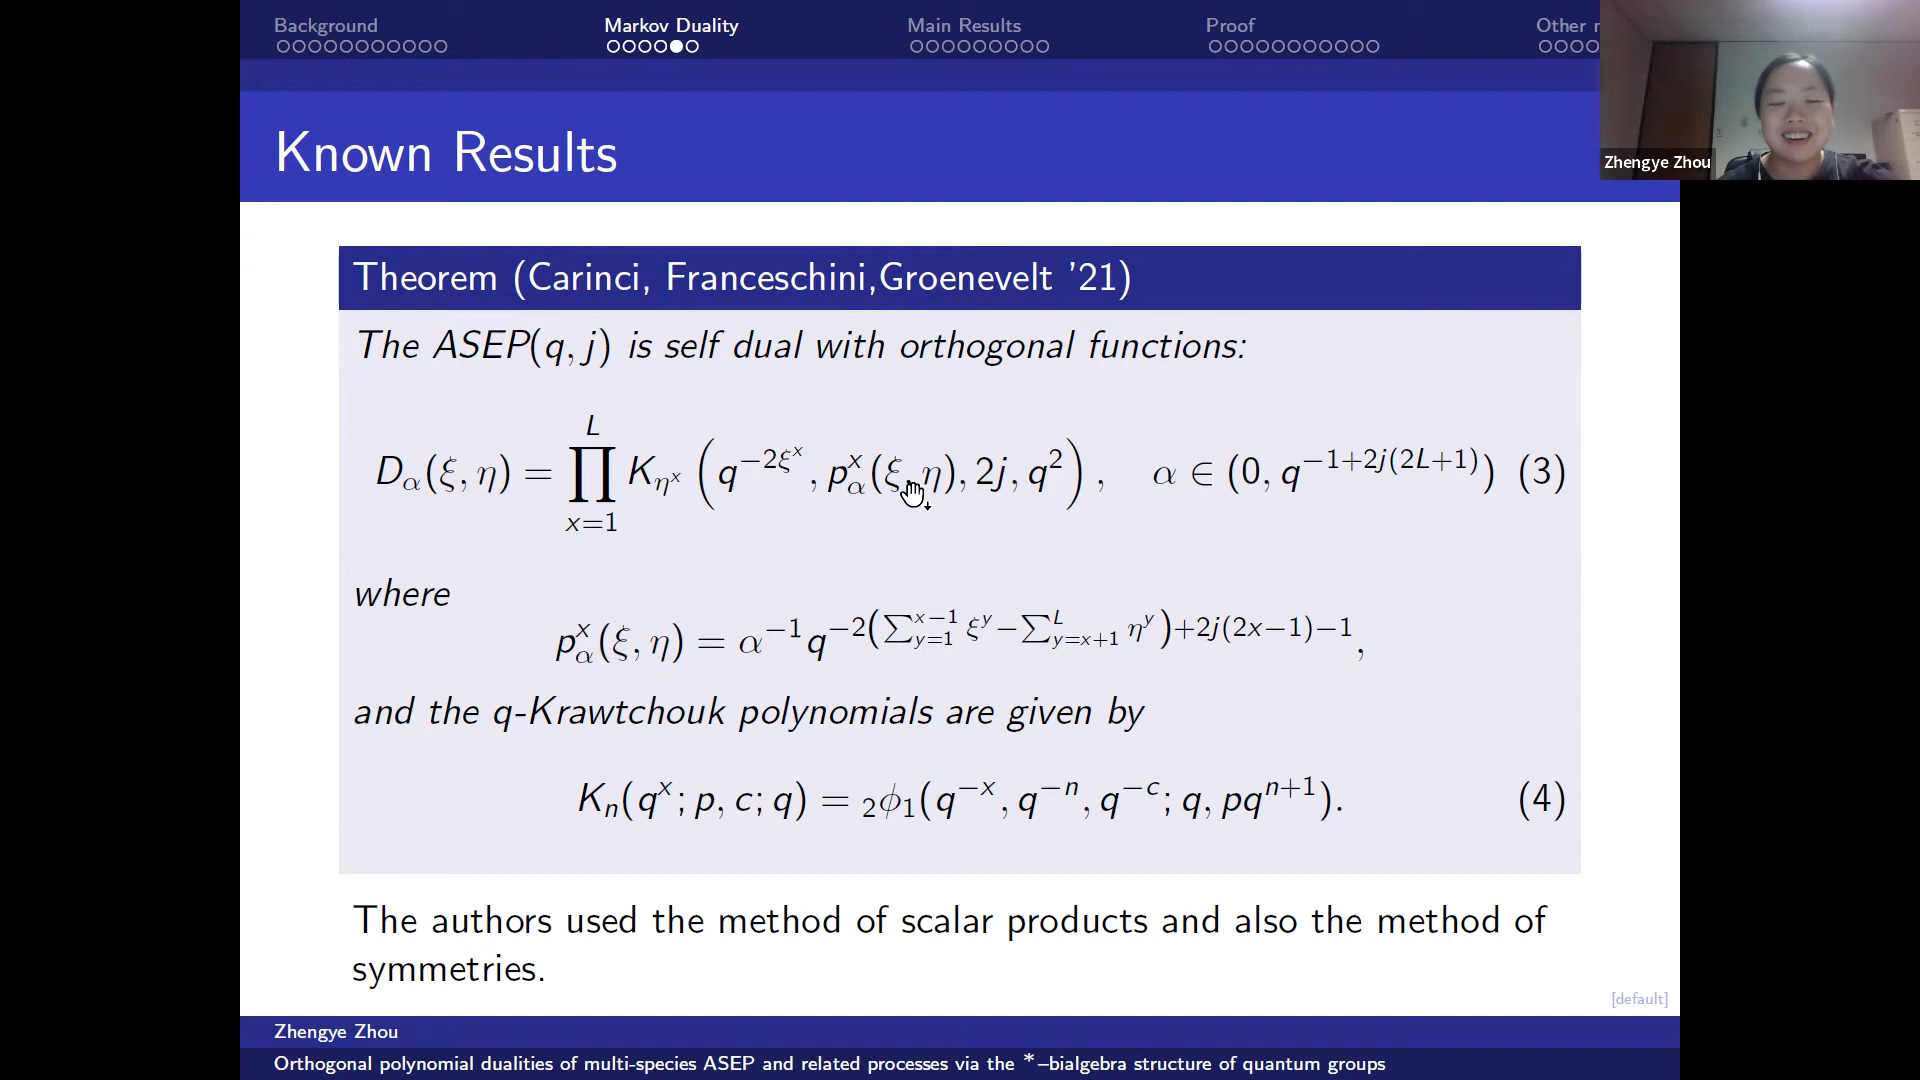 Background Markov Duality Main Results Proof Other r
Known Results
Zhengye Zhou
Theorem (Carinci, Franceschini,Groenevelt '21)
The ASEP(q, j) is self dual with orthogonal functions:
D_α(ξ, η) = ∏_{x=1}^{L} K_{η^x} ( q^{−2ξ^x}, p_α^x(ξ, η), 2j, q^2 ), α ∈ (0, q^{−1+2j(2L+1)}) (3)
where
p_α^x(ξ, η) = α^{−1} q^{−2(∑_{y=1}^{x−1} ξ^y − ∑_{y=x+1}^{L} η^y)+2j(2x−1)−1},
and the q-Krawtchouk polynomials are given by
K_n(q^x; p, c; q) = _2ϕ_1(q^{−x}, q^{−n}, q^{−c}; q, pq^{n+1}). (4)
The authors used the method of scalar products and also the method of
symmetries.
[default]
Zhengye Zhou
Orthogonal polynomial dualities of multi-species ASEP and related processes via the *–bialgebra structure of quantum groups